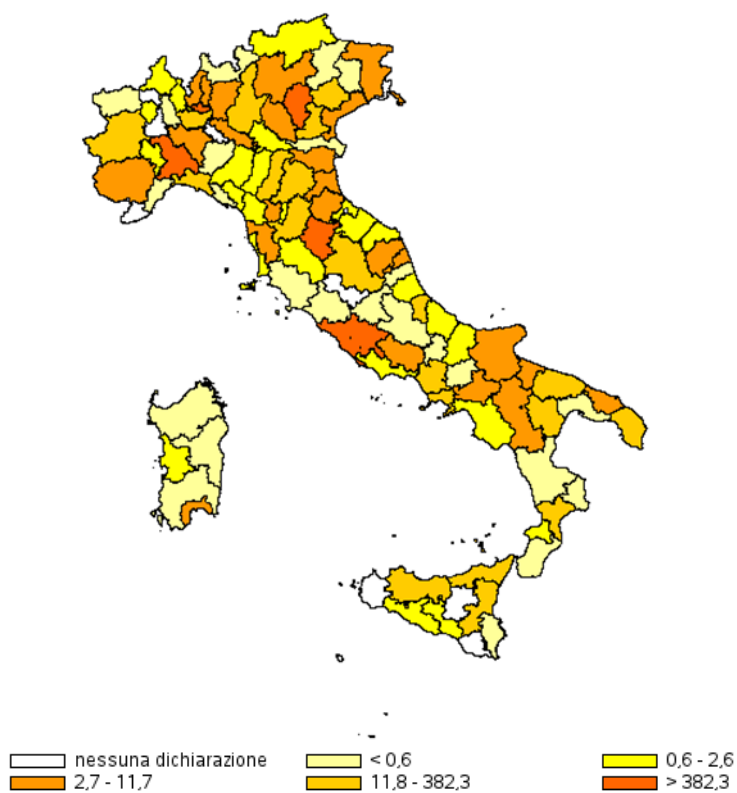 nessuna dichiarazione < 0,6 0,6 - 2,6
2,7 - 11,7 11,8 - 382,3 > 382,3